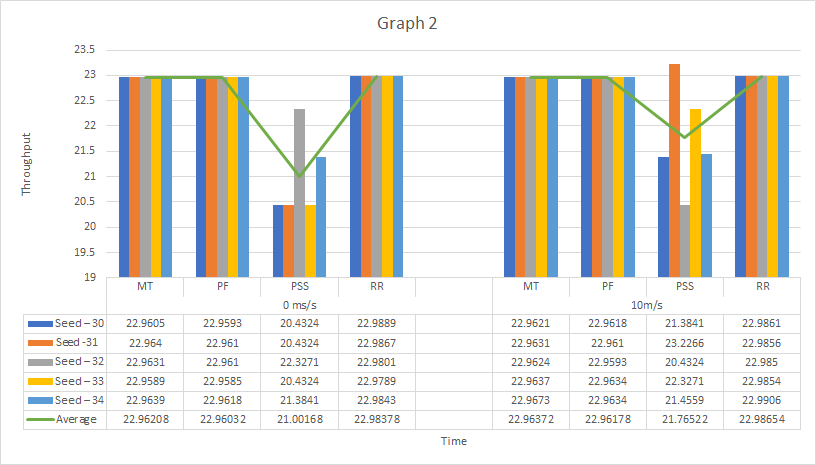 Graph 2
Throughput
23.5
23
22.5
22
21.5
21
20.5
20
19.5
19
MT PF PSS RR MT PF PSS RR
0 ms/s 10m/s
Seed – 30 22.9605 22.9593 20.4324 22.9889 22.9621 22.9618 21.3841 22.9861
Seed -31 22.964 22.961 20.4324 22.9867 22.9631 22.961 23.2266 22.9856
Seed – 32 22.9631 22.961 22.3271 22.9801 22.9624 22.9593 20.4324 22.985
Seed – 33 22.9589 22.9585 20.4324 22.9789 22.9637 22.9634 22.3271 22.9854
Seed – 34 22.9639 22.9618 21.3841 22.9843 22.9673 22.9634 21.4559 22.9906
Average 22.96208 22.96032 21.00168 22.98378 22.96372 22.96178 21.76522 22.98654
Time